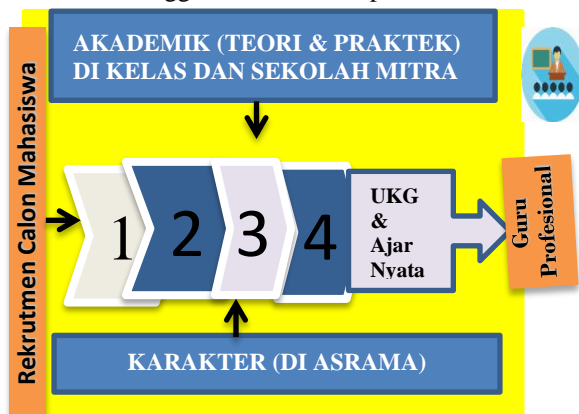 AKADEMIK (TEORI & PRAKTEK)
DI KELAS DAN SEKOLAH MITRA
Rekrutmen Calon Mahasiswa
1
2
3
4
UKG
&
Ajar
Nyata
Guru
Profesional
KARAKTER (DI ASRAMA)